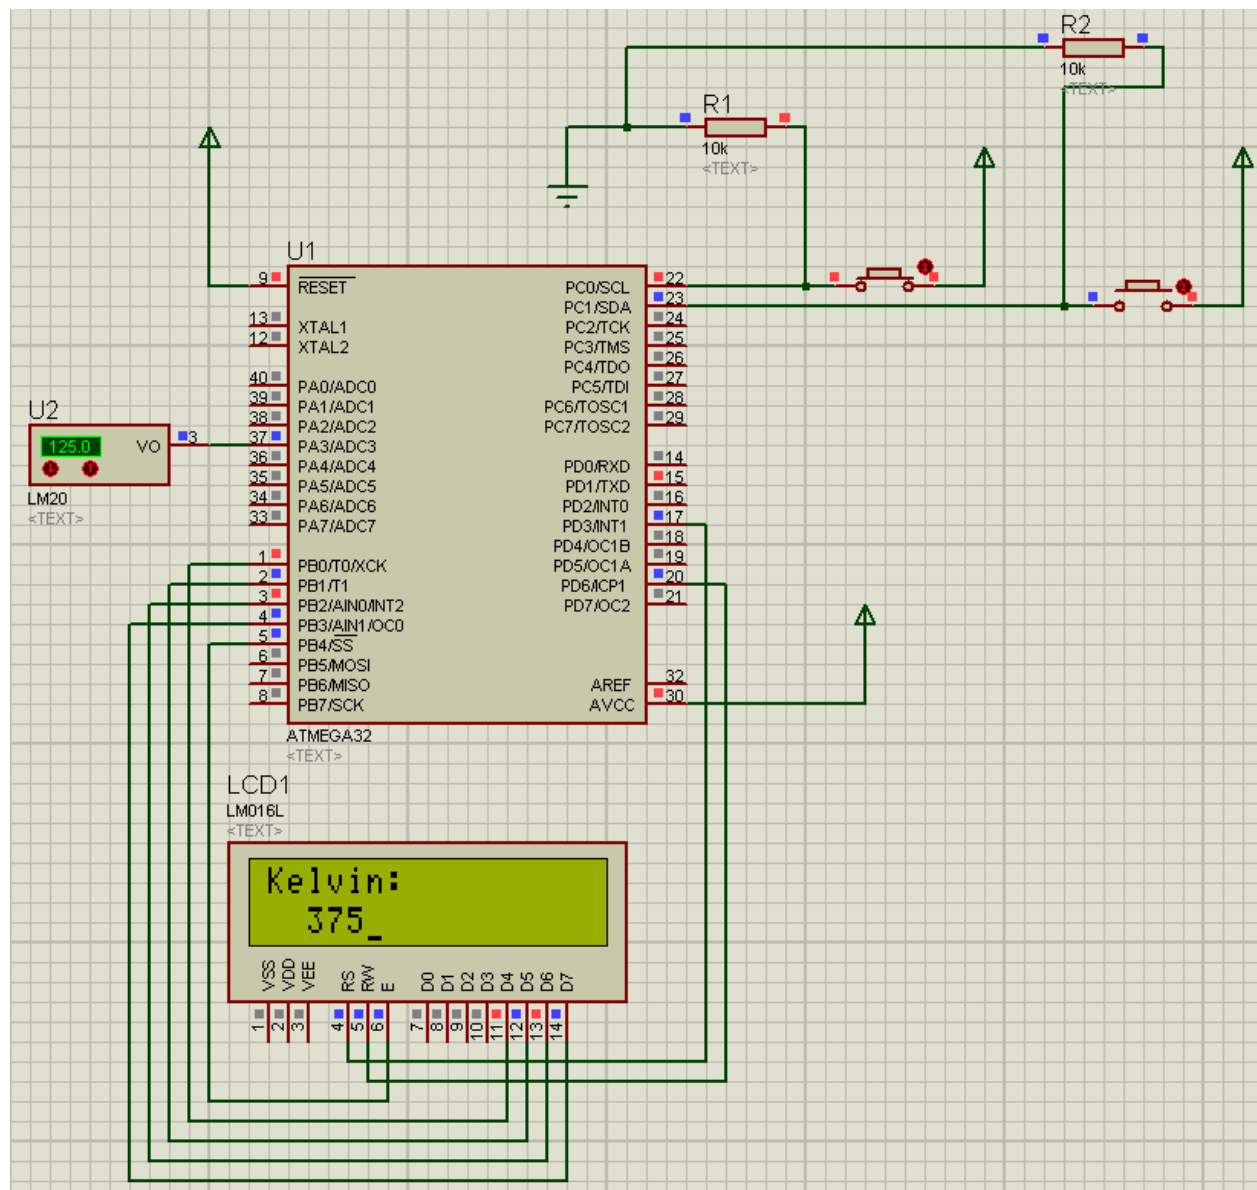 R2
10k
<TEXT>
R1
10k
<TEXT>
U1
9 RESET
13 XTAL1
12 XTAL2
40 PA0/ADC0
39 PA1/ADC1
38 PA2/ADC2
37 PA3/ADC3
36 PA4/ADC4
35 PA5/ADC5
34 PA6/ADC6
33 PA7/ADC7
1 PB0/T0/XCK
2 PB1/T1
3 PB2/AIN0/INT2
4 PB3/AIN1/OC0
5 PB4/SS
6 PB5/MOSI
7 PB6/MISO
8 PB7/SCK
PC0/SCL 22
PC1/SDA 23
PC2/TCK 24
PC3/TMS 25
PC4/TDO 26
PC5/TDI 27
PC6/TOSC1 28
PC7/TOSC2 29
PD0/RXD 14
PD1/TXD 15
PD2/INT0 16
PD3/INT1 17
PD4/OC1B 18
PD5/OC1A 19
PD6/ICP1 20
PD7/OC2 21
AREF 32
AVCC 30
ATMEGA32
<TEXT>
U2
125.0 VO 3
LM20
<TEXT>
LCD1
LM016L
<TEXT>
Kelvin:
375_
VSS VDD VEE RS RW E D0 D1 D2 D3 D4 D5 D6 D7
1 2 3 4 5 6 7 8 9 10 11 12 13 14